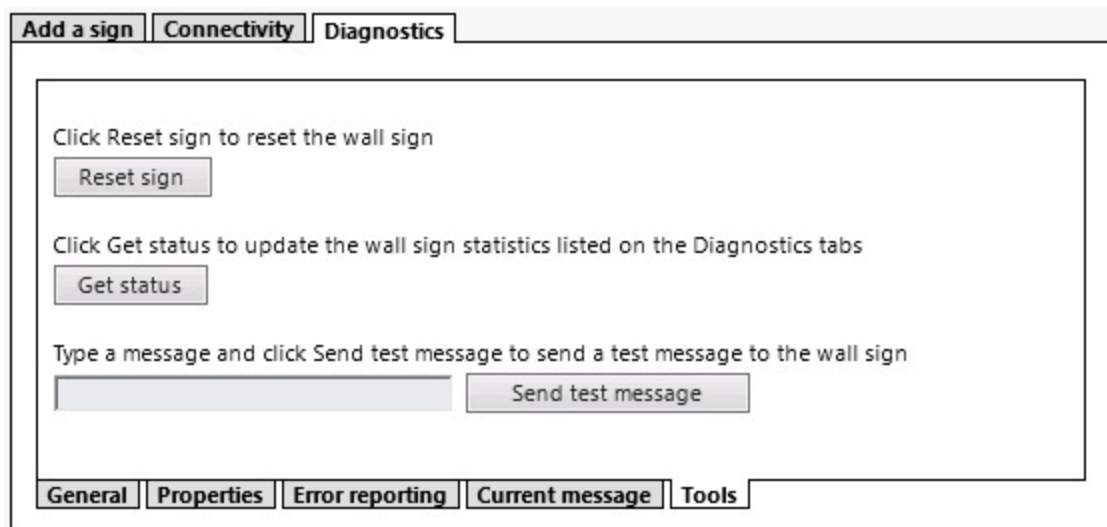 Add a sign Connectivity Diagnostics
Click Reset sign to reset the wall sign
Reset sign
Click Get status to update the wall sign statistics listed on the Diagnostics tabs
Get status
Type a message and click Send test message to send a test message to the wall sign
Send test message
General Properties Error reporting Current message Tools